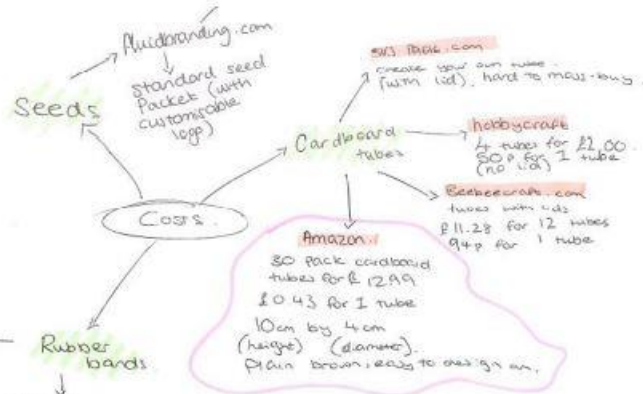 fluidbranding.com
standard seed
Packet (with
customisable
logo)
Seeds
Costs.
Cardboard
tubes
.com
create your own tube.
(with lid). hard to mass-buy
hobbycraft
4 tubes for £2.00
50p for 1 tube
(no lid)
Beebeecraft.com
tubes with lids
£11.28 for 12 tubes
94p for 1 tube
Amazon
30 Pack cardboard
tubes for £12.99
£0.43 for 1 tube
10cm by 4cm
(height) (diameter).
Plain brown, easy to design on.
Rubber
bands